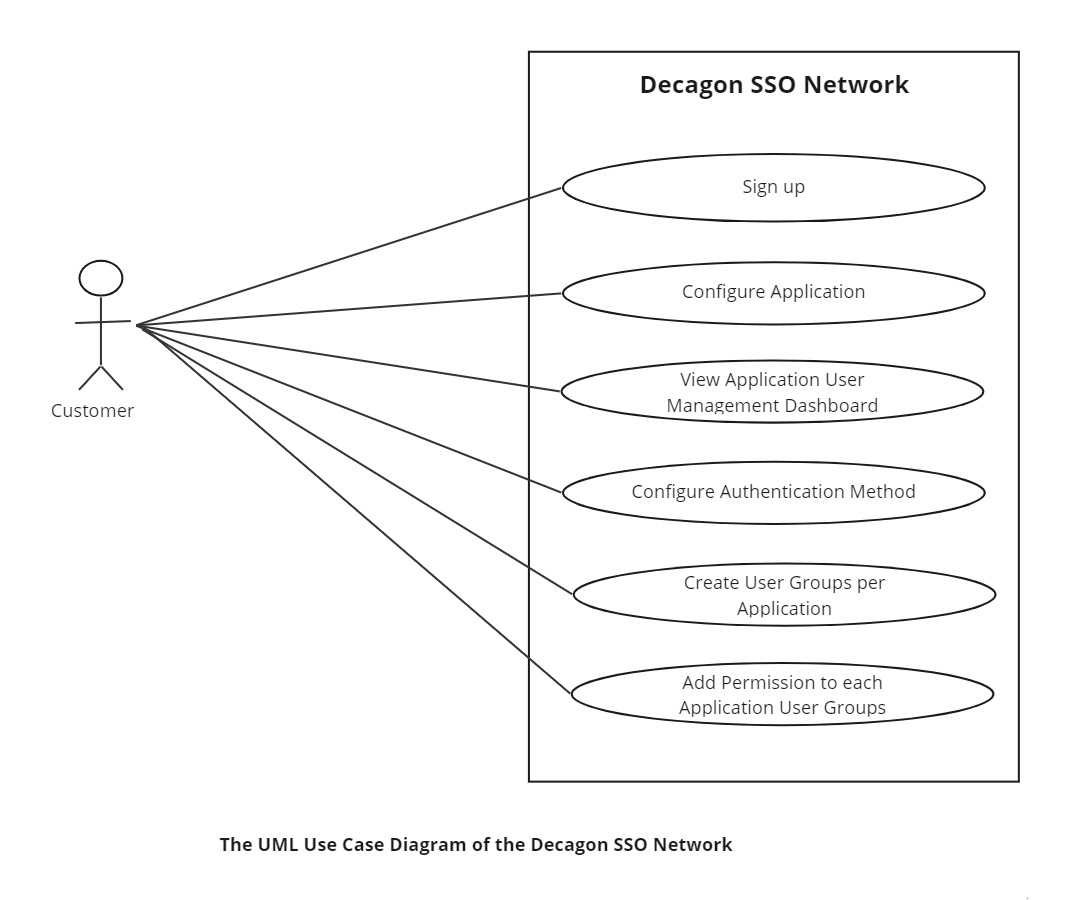 Decagon SSO Network
Sign up
Configure Application
View Application User
Management Dashboard
Configure Authentication Method
Create User Groups per
Application
Add Permission to each
Application User Groups
Customer
The UML Use Case Diagram of the Decagon SSO Network